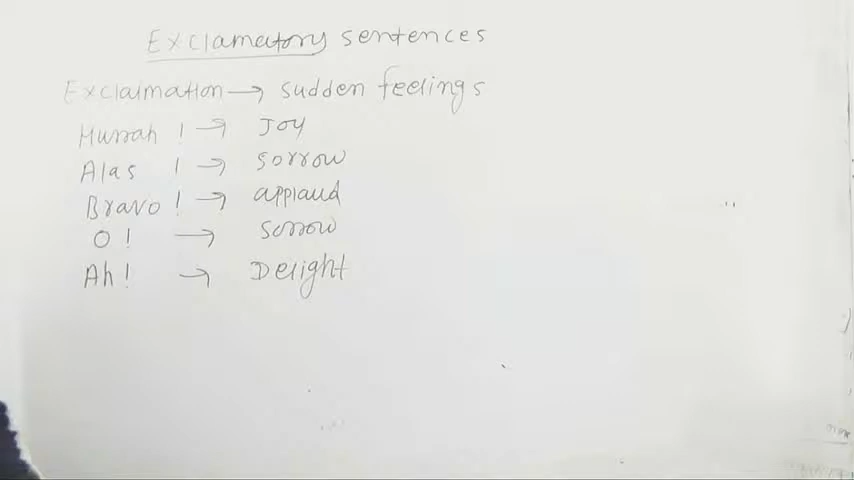 Exclamatory sentences
Exclaimation → sudden feelings
Hurrah ! → Joy
Alas ! → sorrow
Bravo ! → applaud
O ! → sorrow
Ah ! → Delight